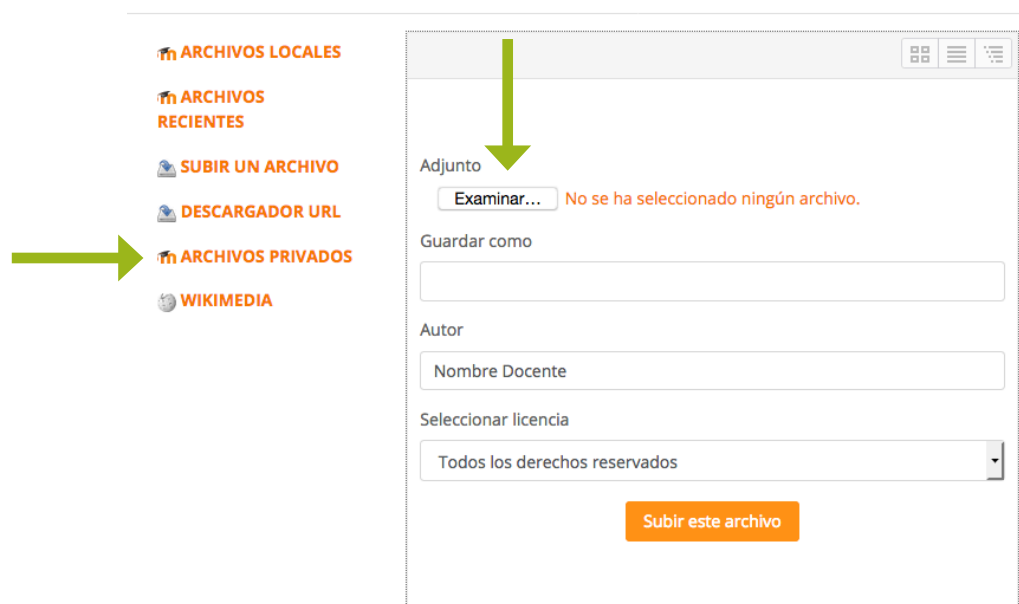 ARCHIVOS LOCALES
ARCHIVOS
RECIENTES
SUBIR UN ARCHIVO
DESCARGADOR URL
ARCHIVOS PRIVADOS
WIKIMEDIA
Adjunto
Examinar... No se ha seleccionado ningún archivo.
Guardar como
Autor
Nombre Docente
Seleccionar licencia
Todos los derechos reservados
Subir este archivo